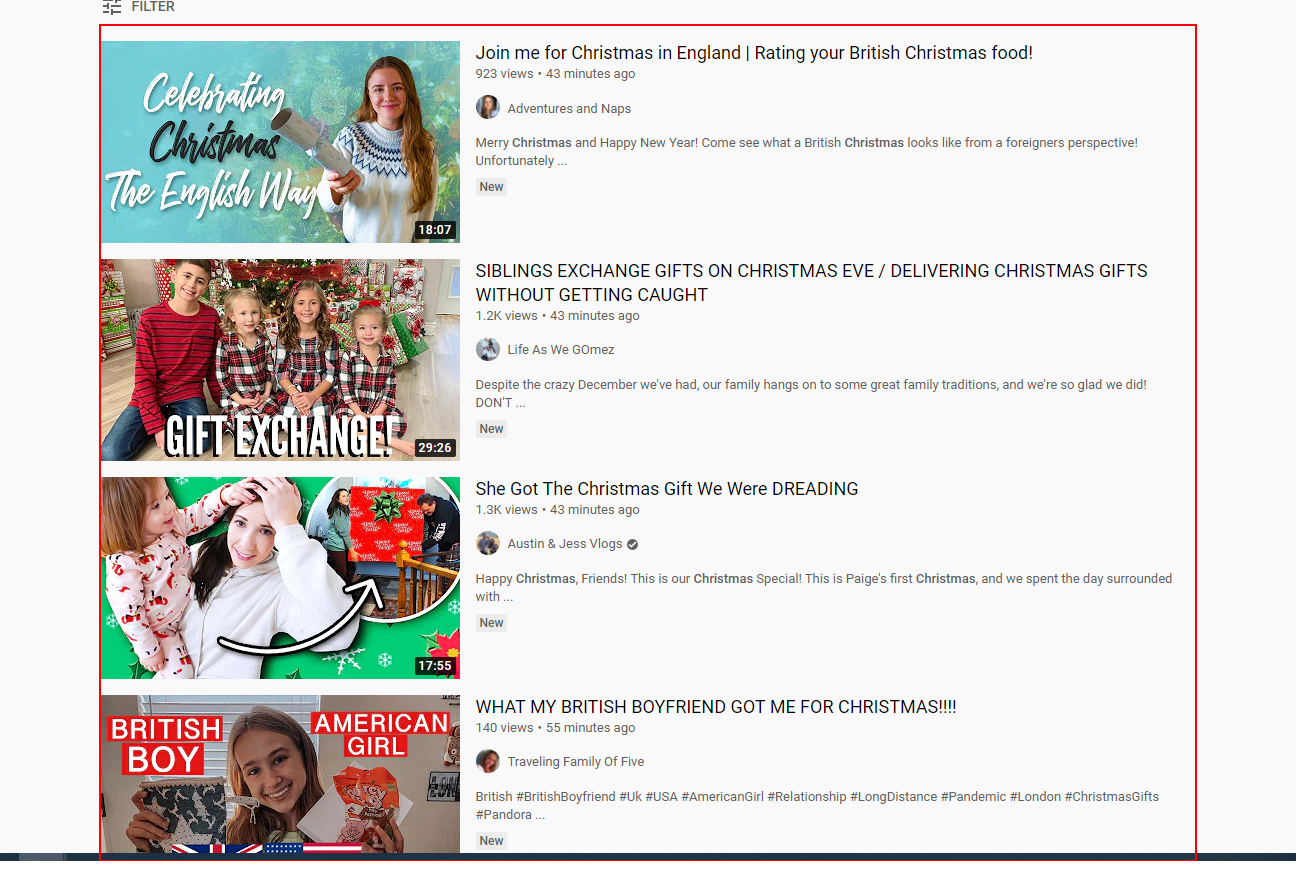 FILTER
Celebrating
Christmas
The English Way
18:07
Join me for Christmas in England | Rating your British Christmas food!
923 views • 43 minutes ago
Adventures and Naps
Merry Christmas and Happy New Year! Come see what a British Christmas looks like from a foreigners perspective!
Unfortunately ...
New
GIFT EXCHANGE!
29:26
SIBLINGS EXCHANGE GIFTS ON CHRISTMAS EVE / DELIVERING CHRISTMAS GIFTS
WITHOUT GETTING CAUGHT
1.2K views • 43 minutes ago
Life As We GOmez
Despite the crazy December we've had, our family hangs on to some great family traditions, and we're so glad we did!
DON'T ...
New
17:55
She Got The Christmas Gift We Were DREADING
1.3K views • 43 minutes ago
Austin & Jess Vlogs
Happy Christmas, Friends! This is our Christmas Special! This is Paige's first Christmas, and we spent the day surrounded
with ...
New
BRITISH
BOY
AMERICAN
GIRL
WHAT MY BRITISH BOYFRIEND GOT ME FOR CHRISTMAS!!!!
140 views • 55 minutes ago
Traveling Family Of Five
British #BritishBoyfriend #Uk #USA #AmericanGirl #Relationship #LongDistance #Pandemic #London #ChristmasGifts
#Pandora ...
New